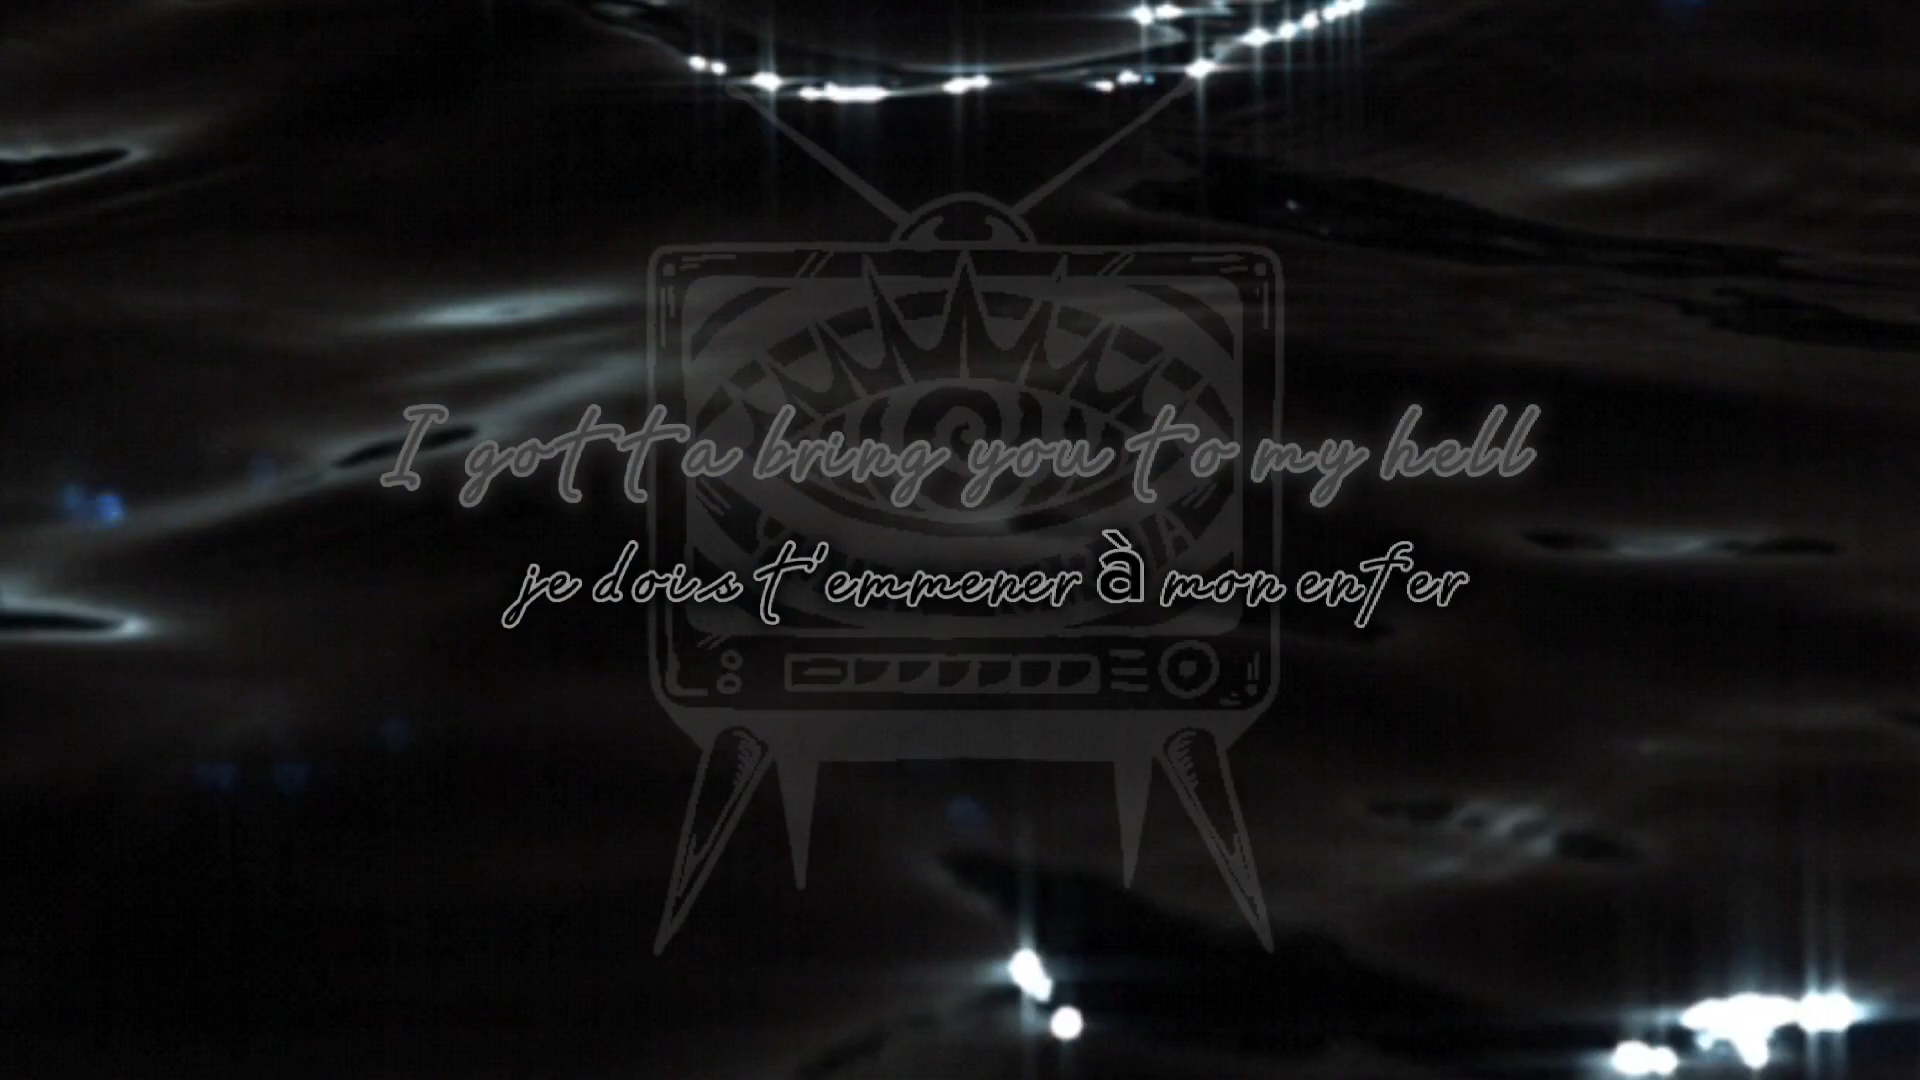 I gotta bring you to my hell
je dois t'emmener à mon enfer